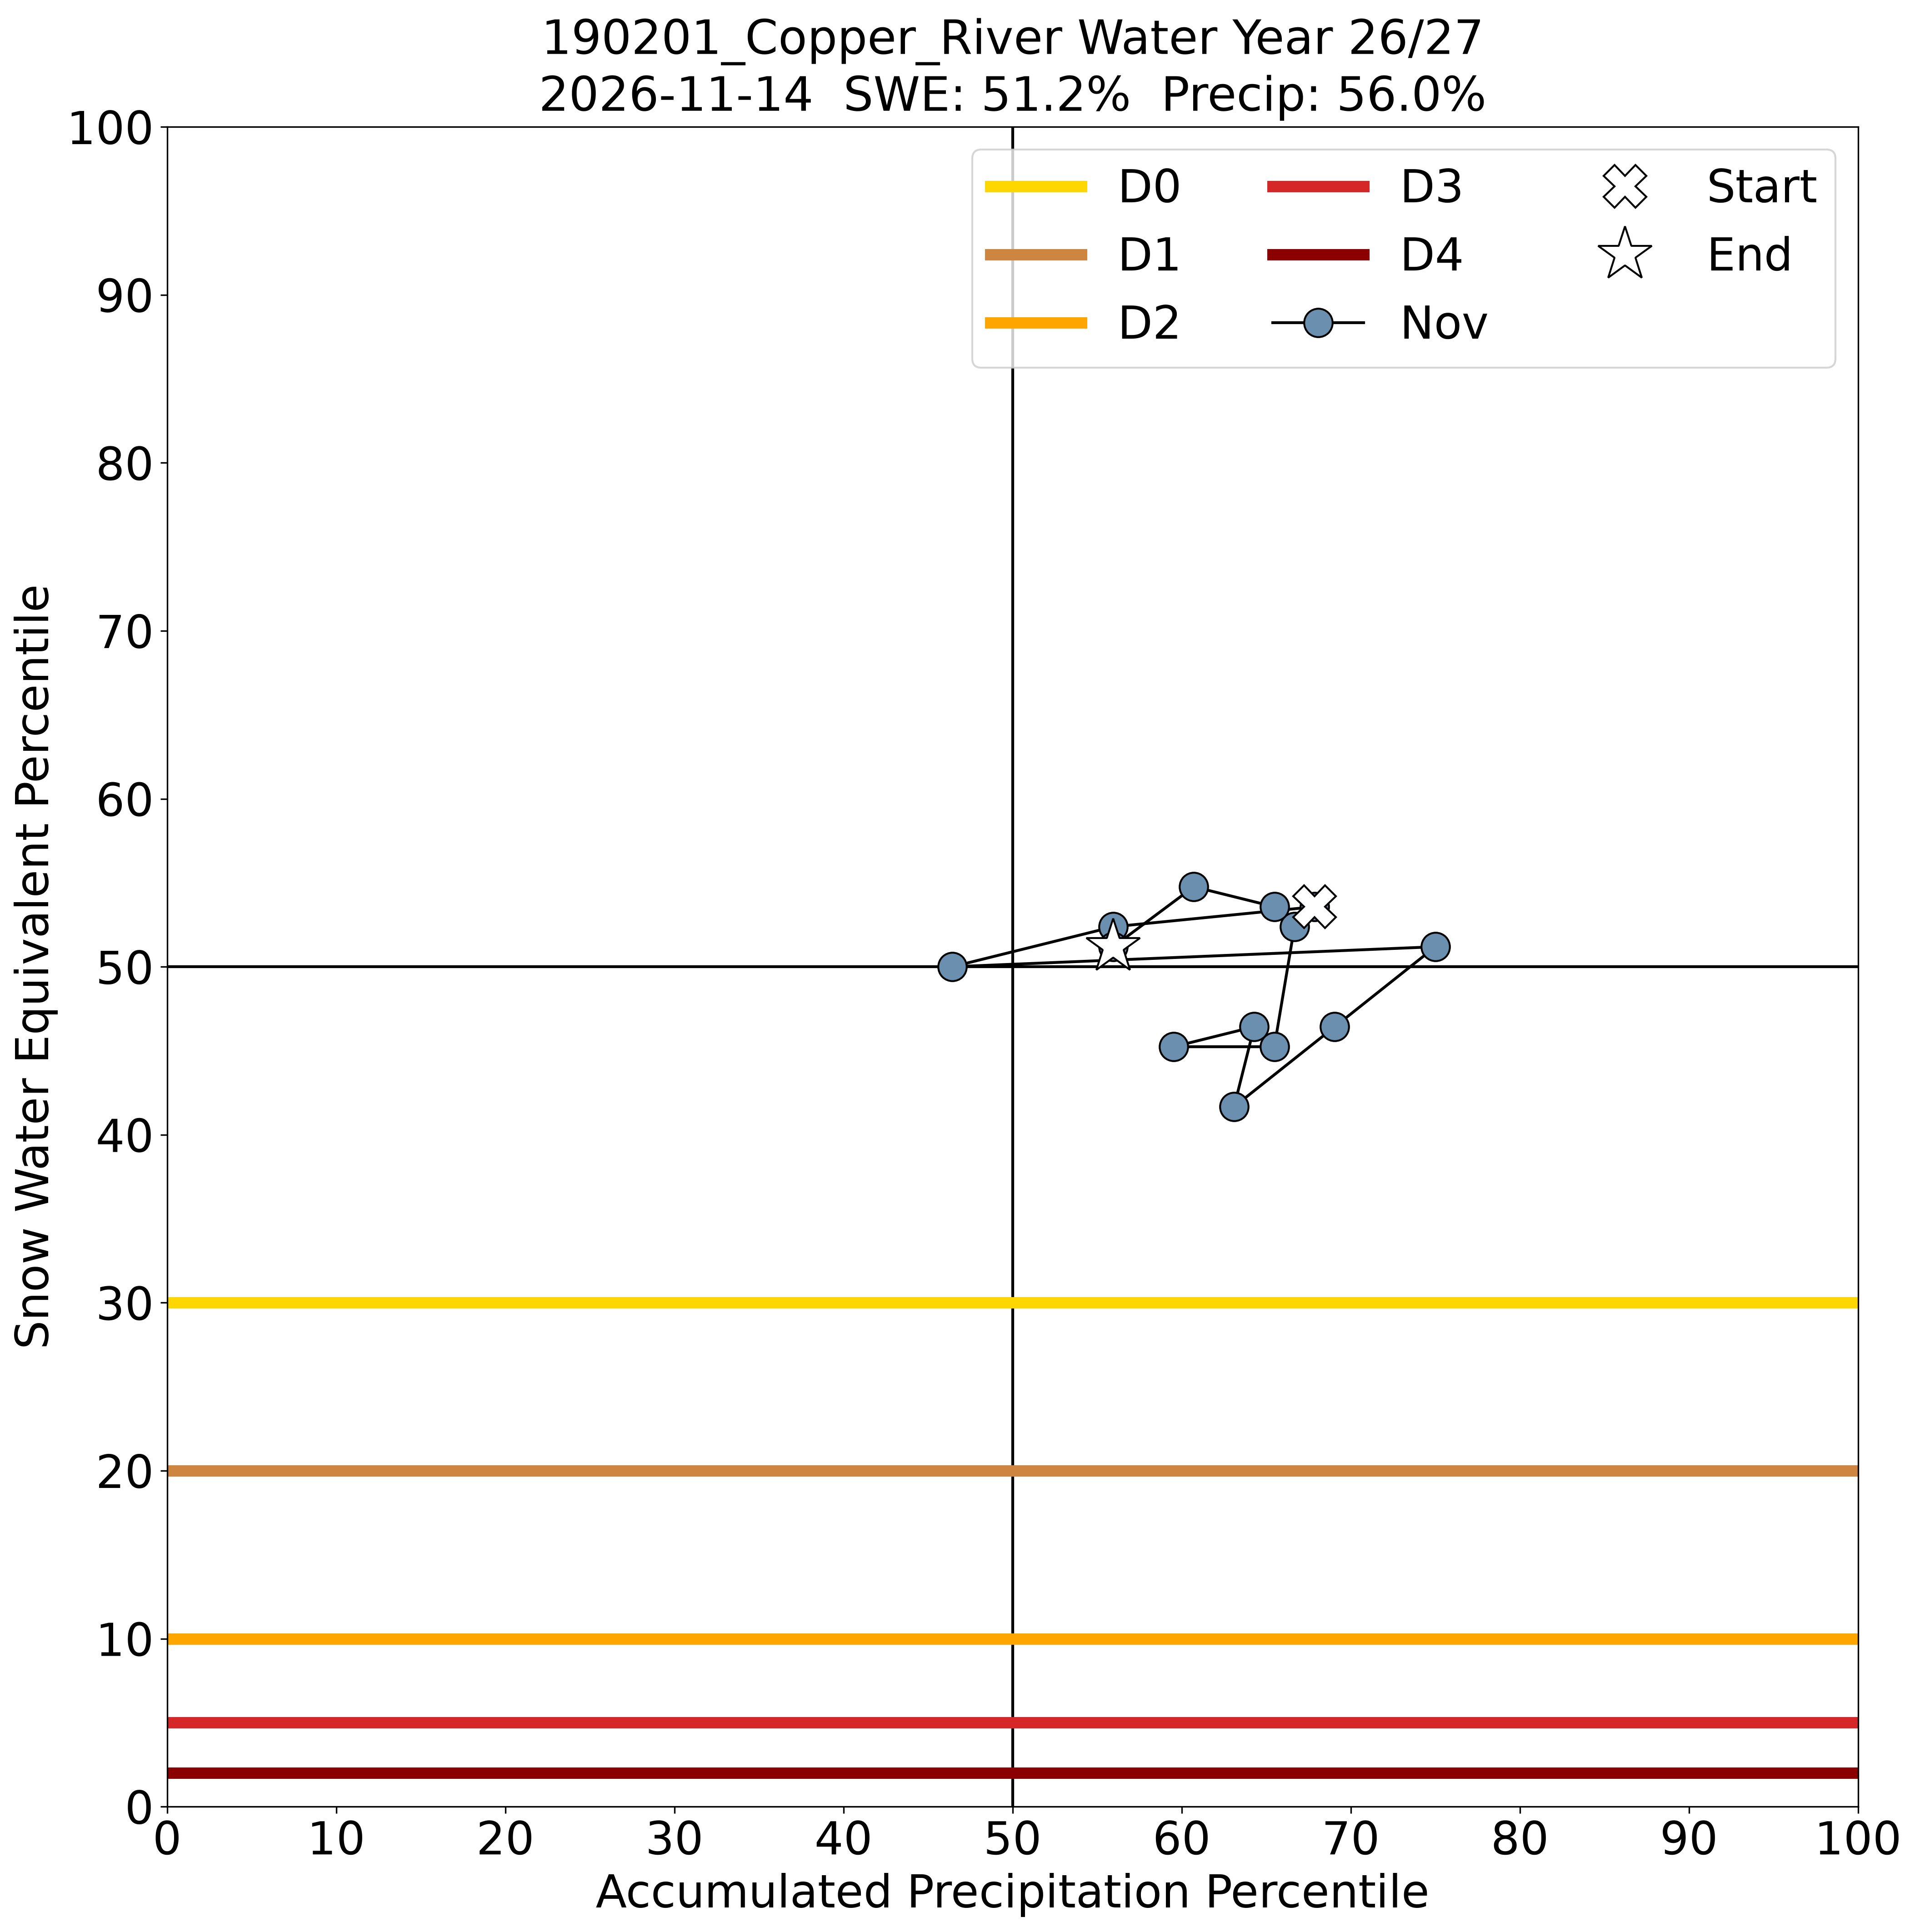 190201_Copper_River Water Year 26/27
2026-11-14 SWE: 51.2% Precip: 56.0%
D0
D1
D2
D3
D4
Nov
Start
End
Snow Water Equivalent Percentile
100
90
80
70
60
50
40
30
20
10
0
0 10 20 30 40 50 60 70 80 90 100
Accumulated Precipitation Percentile